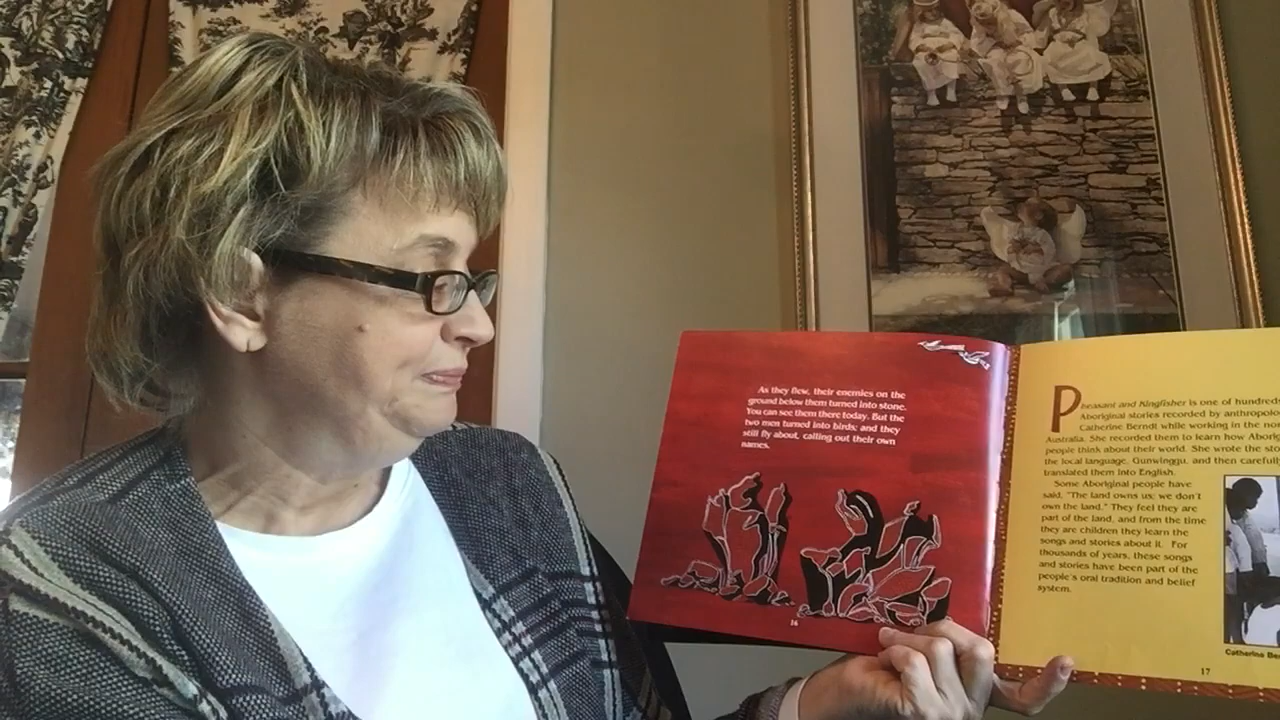 As they flew, their enemies on the
ground below them turned into stone.
You can see them there today. But the
two men turned into birds; and they
still fly about, calling out their own
names.
16
Pheasant and Kingfisher is one of hundreds
Aboriginal stories recorded by
Catherine Berndt while working in the
Australia. She recorded them to learn how
people think about their world. She wrote the
the local language, Gunwinggu, and then
translated them into English.
Some Aboriginal people have
said, "The land owns us; we don't
own the land." They feel they are
part of the land, and from the time
they are children they learn the
songs and stories about it. For
thousands of years, these songs
and stories have been part of the
people's oral tradition and belief
system.
Catherine
17